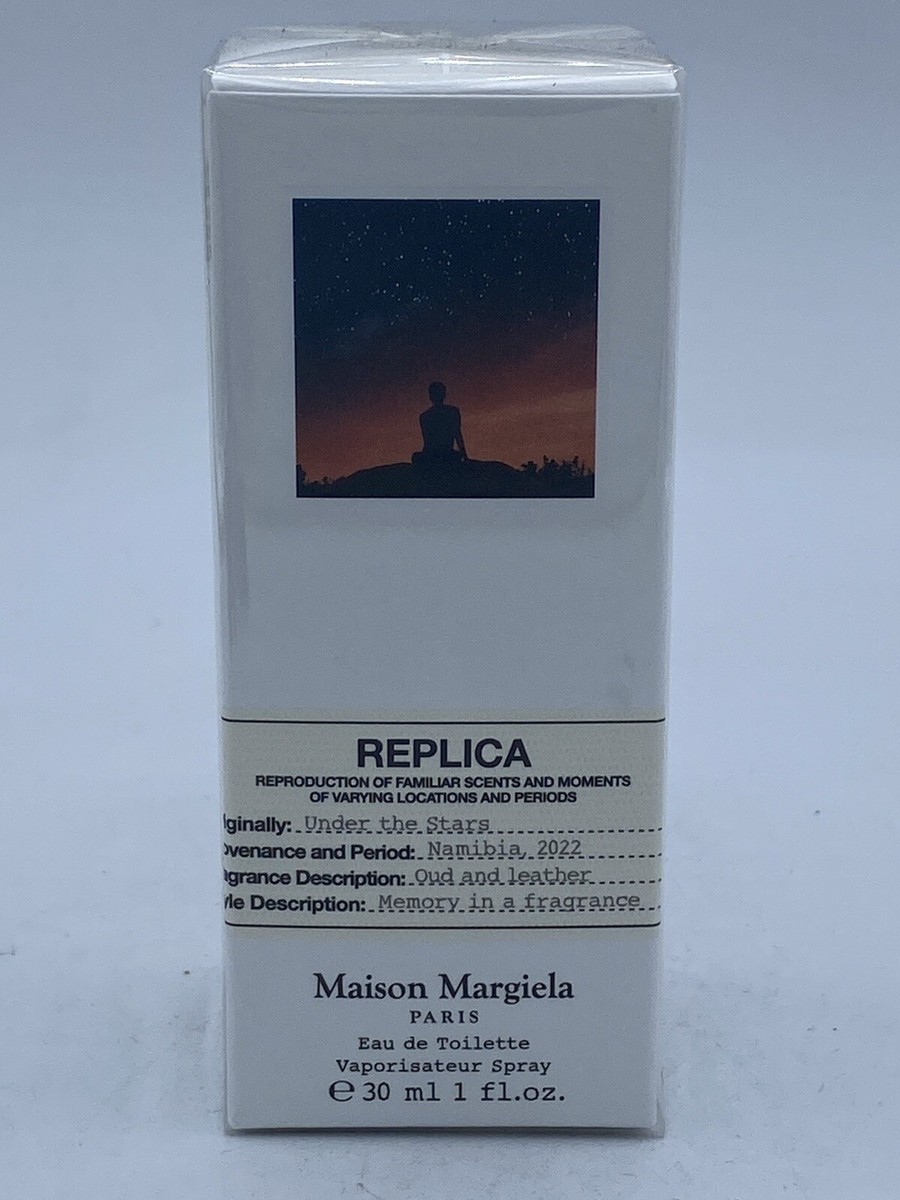 REPLICA
REPRODUCTION OF FAMILIAR SCENTS AND MOMENTS
OF VARYING LOCATIONS AND PERIODS
ginally: Under the Stars
ovenance and Period: Namibia, 2022
agrance Description: Oud and leather
yle Description: Memory in a fragrance
Maison Margiela
PARIS
Eau de Toilette
Vaporisateur Spray
℮ 30 ml 1 fl.oz.